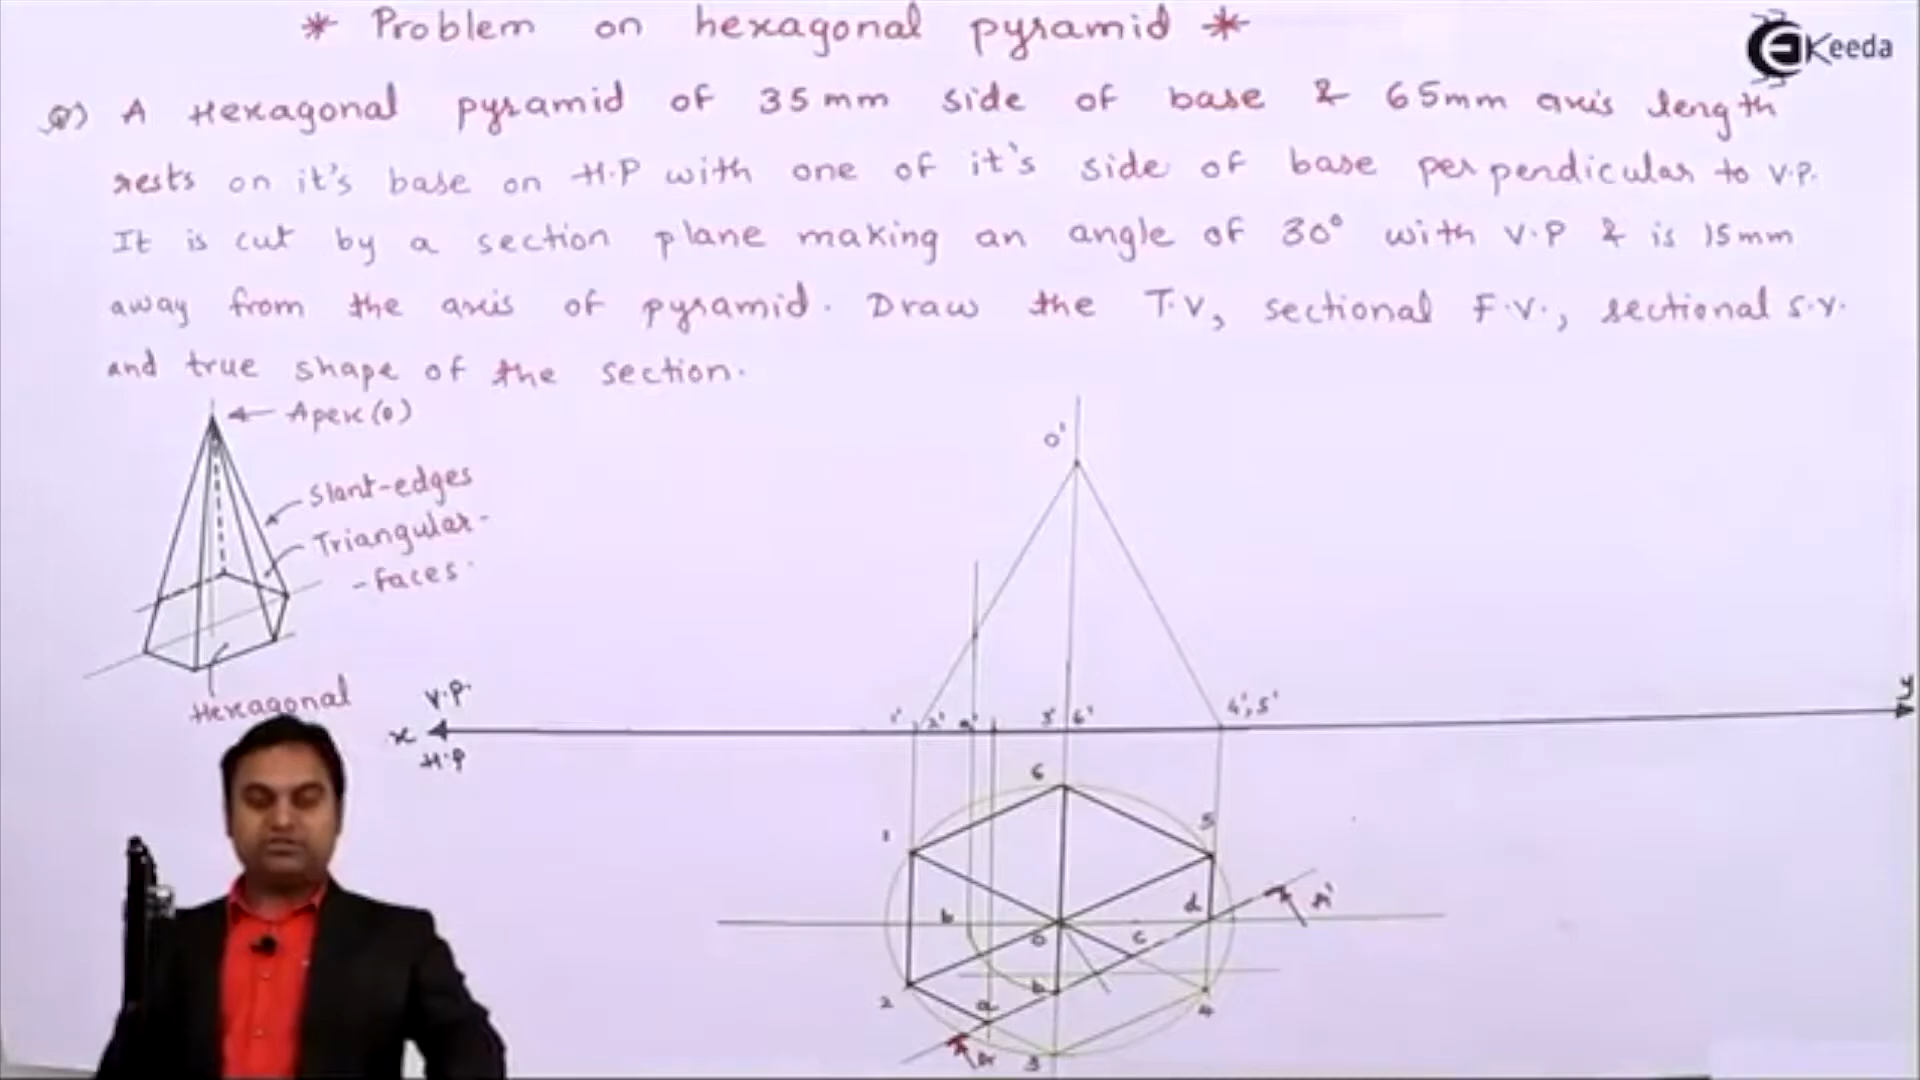 * Problem on hexagonal pyramid *
Keeda
Q) A Hexagonal pyramid of 35mm side of base & 65mm axis length
rests on it's base on H.P with one of it's side of base perpendicular to V.P.
It is cut by a section plane making an angle of 30° with V.P & is 15mm
away from the axis of pyramid. Draw the T.V, sectional F.V., sectional S.V.
and true shape of the section.
Apex (o)
Slant-edges
Triangular-
-faces.
Hexagonal
o'
V.P.
x
H.P
1' 2' a' 3' 6' 4',5'
y
6
1
5
b
d
A'
o
c
2
a
b
4
A
3